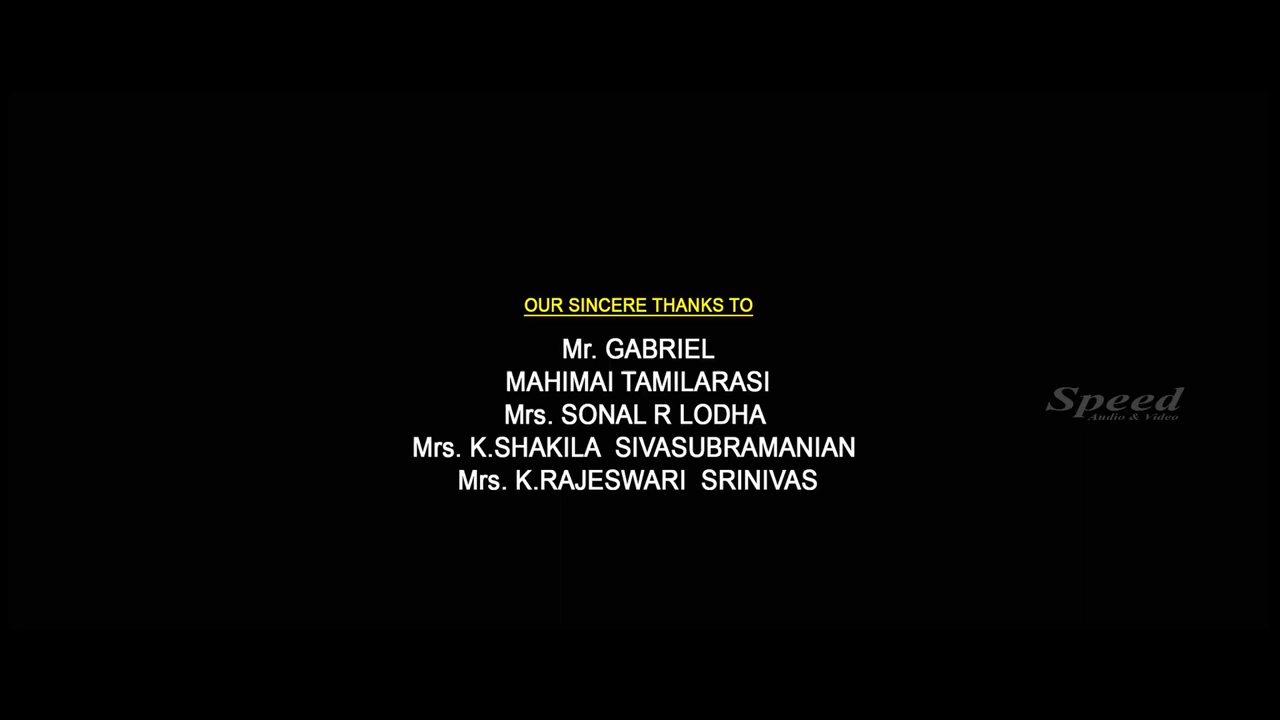 OUR SINCERE THANKS TO
Mr. GABRIEL
MAHIMAI TAMILARASI
Mrs. SONAL R LODHA
Mrs. K.SHAKILA  SIVASUBRAMANIAN
Mrs. K.RAJESWARI  SRINIVAS
Speed
Audio & Video